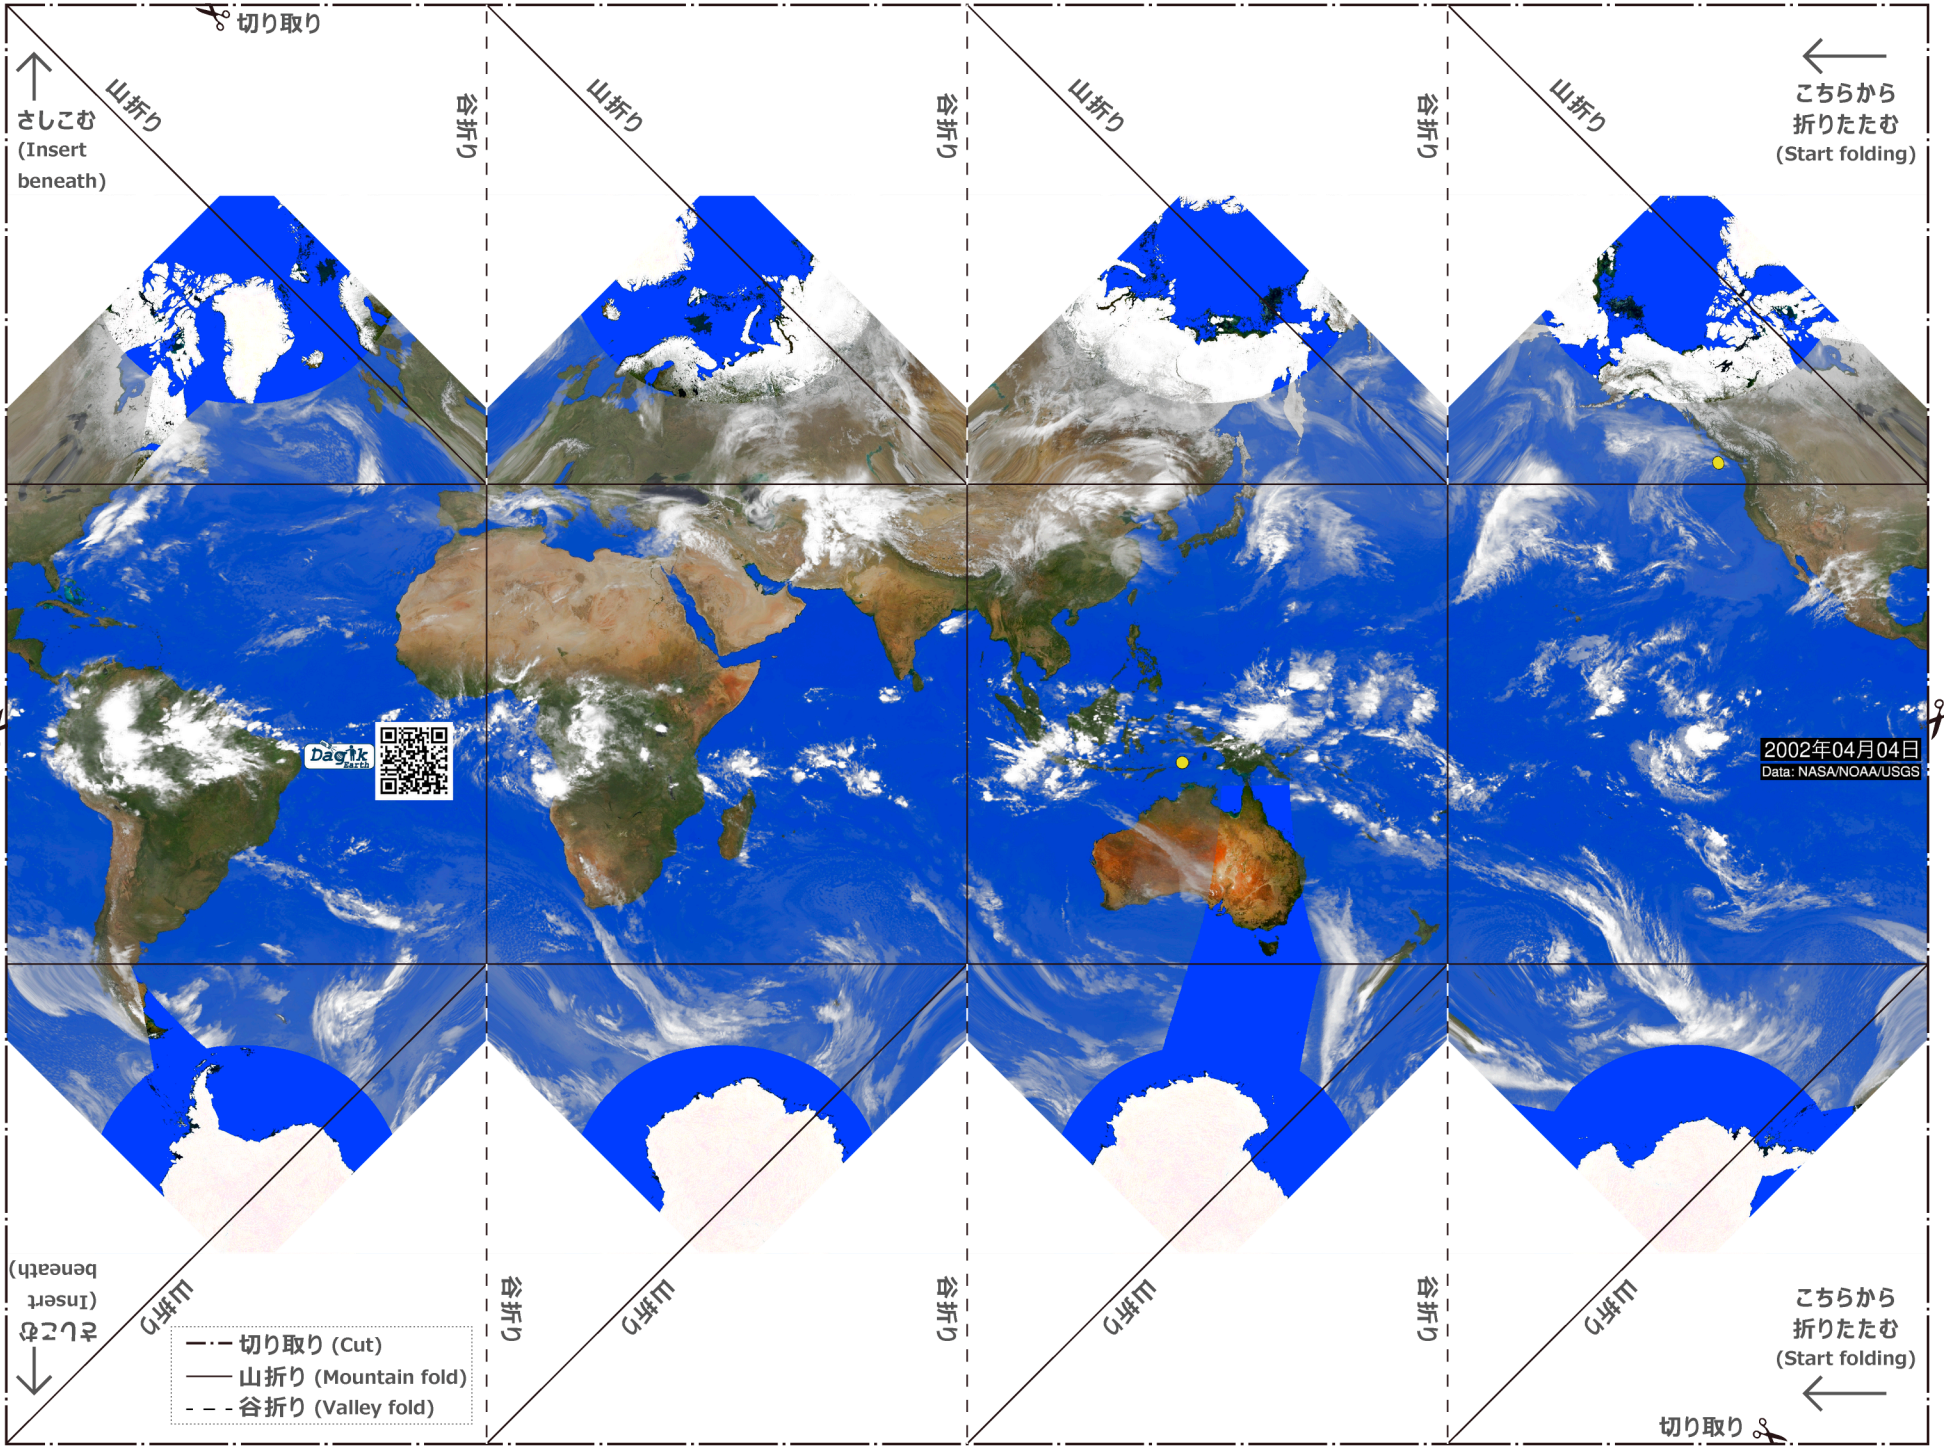 切り取り
山折り
谷折り
山折り
谷折り
山折り
谷折り
山折り
さしこむ
(Insert
beneath)
こちらから
折りたたむ
(Start folding)
Dagik
Earth
2002年04月04日
Data: NASA/NOAA/USGS
さしこむ
(Insert
beneath)
山折り
谷折り
山折り
谷折り
山折り
谷折り
山折り
切り取り (Cut)
山折り (Mountain fold)
谷折り (Valley fold)
こちらから
折りたたむ
(Start folding)
切り取り